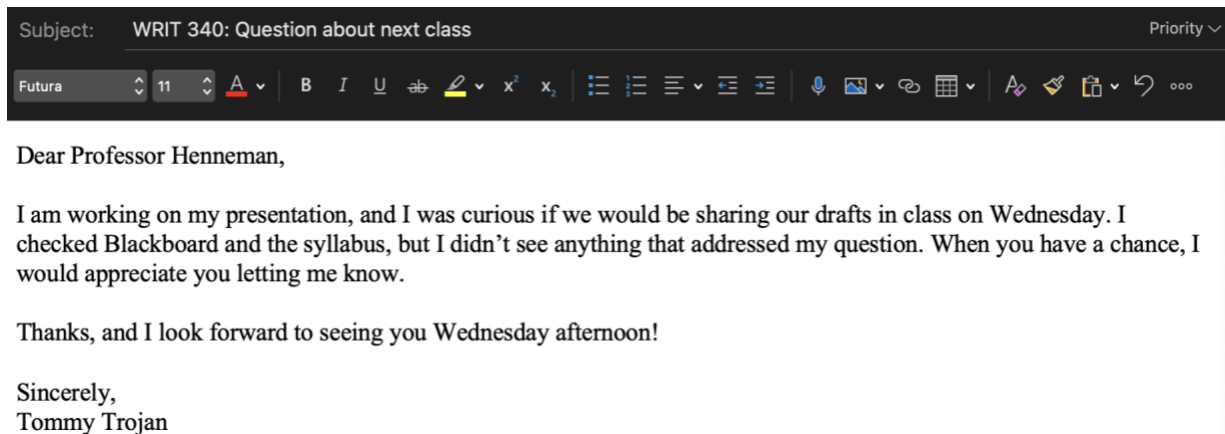 Subject: WRIT 340: Question about next class Priority
Futura 11 A B I U ab x² x₂
Dear Professor Henneman,
I am working on my presentation, and I was curious if we would be sharing our drafts in class on Wednesday. I
checked Blackboard and the syllabus, but I didn’t see anything that addressed my question. When you have a chance, I
would appreciate you letting me know.
Thanks, and I look forward to seeing you Wednesday afternoon!
Sincerely,
Tommy Trojan